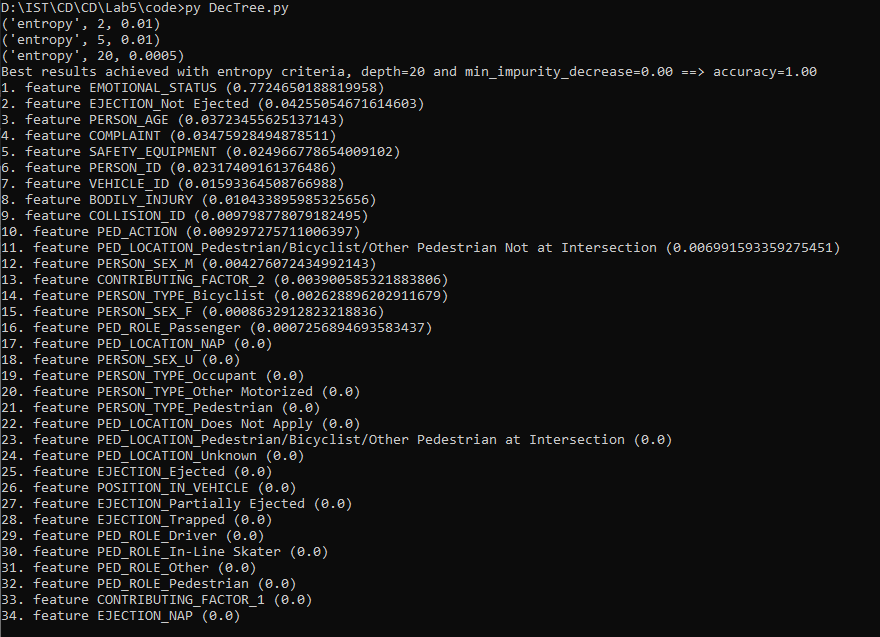 D:\IST\CD\CD\Lab5\code>py DecTree.py
('entropy', 2, 0.01)
('entropy', 5, 0.01)
('entropy', 20, 0.0005)
Best results achieved with entropy criteria, depth=20 and min_impurity_decrease=0.00 ==> accuracy=1.00
1. feature EMOTIONAL_STATUS (0.7724650188819958)
2. feature EJECTION_Not Ejected (0.04255054671614603)
3. feature PERSON_AGE (0.03723455625137143)
4. feature COMPLAINT (0.03475928494878511)
5. feature SAFETY_EQUIPMENT (0.024966778654009102)
6. feature PERSON_ID (0.02317409161376486)
7. feature VEHICLE_ID (0.01593364508766988)
8. feature BODILY_INJURY (0.010433895985325656)
9. feature COLLISION_ID (0.009798778079182495)
10. feature PED_ACTION (0.009297275711006397)
11. feature PED_LOCATION_Pedestrian/Bicyclist/Other Pedestrian Not at Intersection (0.006991593359275451)
12. feature PERSON_SEX_M (0.004276072434992143)
13. feature CONTRIBUTING_FACTOR_2 (0.003900585321883806)
14. feature PERSON_TYPE_Bicyclist (0.002628896202911679)
15. feature PERSON_SEX_F (0.0008632912823218836)
16. feature PED_ROLE_Passenger (0.0007256894693583437)
17. feature PED_LOCATION_NAP (0.0)
18. feature PERSON_SEX_U (0.0)
19. feature PERSON_TYPE_Occupant (0.0)
20. feature PERSON_TYPE_Other Motorized (0.0)
21. feature PERSON_TYPE_Pedestrian (0.0)
22. feature PED_LOCATION_Does Not Apply (0.0)
23. feature PED_LOCATION_Pedestrian/Bicyclist/Other Pedestrian at Intersection (0.0)
24. feature PED_LOCATION_Unknown (0.0)
25. feature EJECTION_Ejected (0.0)
26. feature POSITION_IN_VEHICLE (0.0)
27. feature EJECTION_Partially Ejected (0.0)
28. feature EJECTION_Trapped (0.0)
29. feature PED_ROLE_Driver (0.0)
30. feature PED_ROLE_In-Line Skater (0.0)
31. feature PED_ROLE_Other (0.0)
32. feature PED_ROLE_Pedestrian (0.0)
33. feature CONTRIBUTING_FACTOR_1 (0.0)
34. feature EJECTION_NAP (0.0)